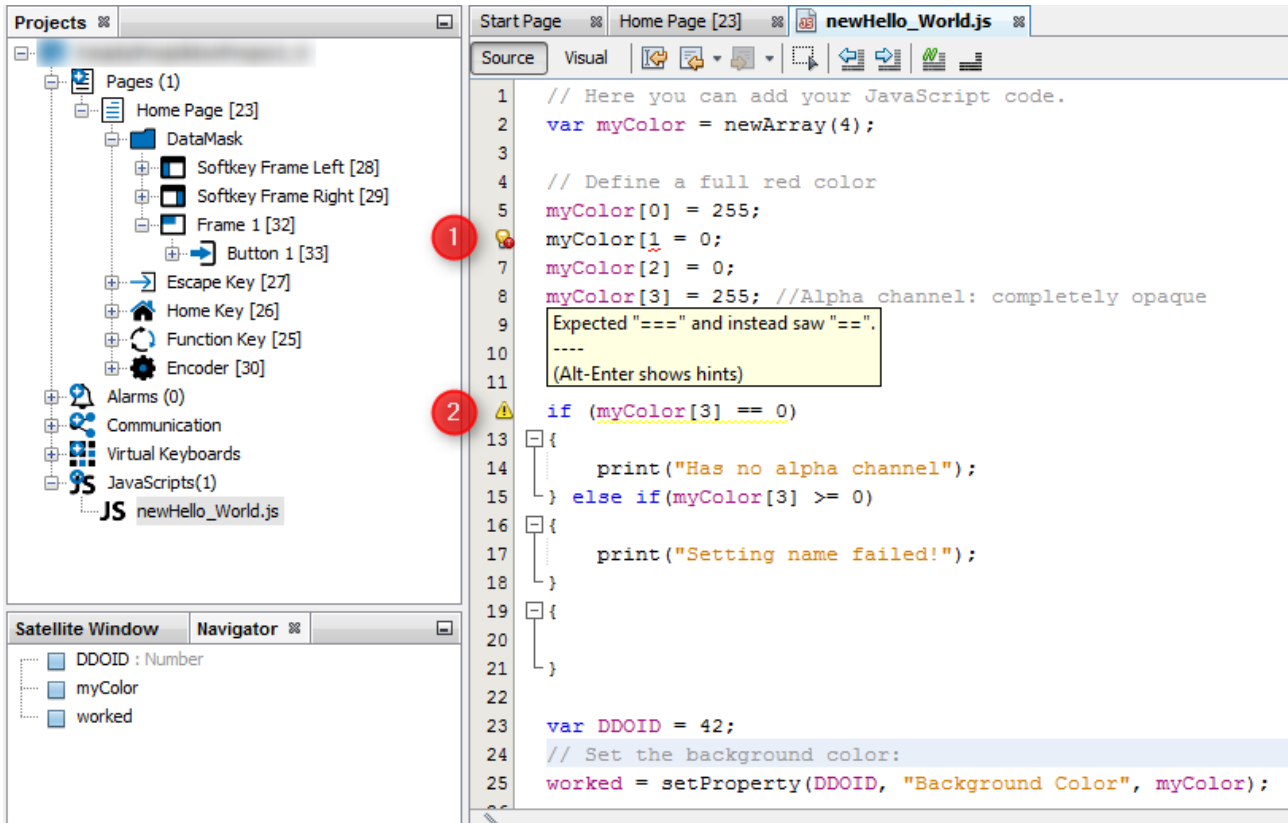 Projects
Pages (1)
Home Page [23]
DataMask
Softkey Frame Left [28]
Softkey Frame Right [29]
Frame 1 [32]
Button 1 [33]
Escape Key [27]
Home Key [26]
Function Key [25]
Encoder [30]
Alarms (0)
Communication
Virtual Keyboards
JavaScripts(1)
JS newHello_World.js
Satellite Window Navigator
DDOID : Number
myColor
worked
Start Page Home Page [23] newHello_World.js
Source Visual
1 // Here you can add your JavaScript code.
2 var myColor = newArray(4);
3
4 // Define a full red color
5 myColor[0] = 255;
1 myColor[1 = 0;
7 myColor[2] = 0;
8 myColor[3] = 255; //Alpha channel: completely opaque
9 Expected "===" and instead saw "==".
10 ----
11 (Alt-Enter shows hints)
2 if (myColor[3] == 0)
13 {
14 print("Has no alpha channel");
15 } else if(myColor[3] >= 0)
16 {
17 print("Setting name failed!");
18 }
19 {
20
21 }
22
23 var DDOID = 42;
24 // Set the background color:
25 worked = setProperty(DDOID, "Background Color", myColor);